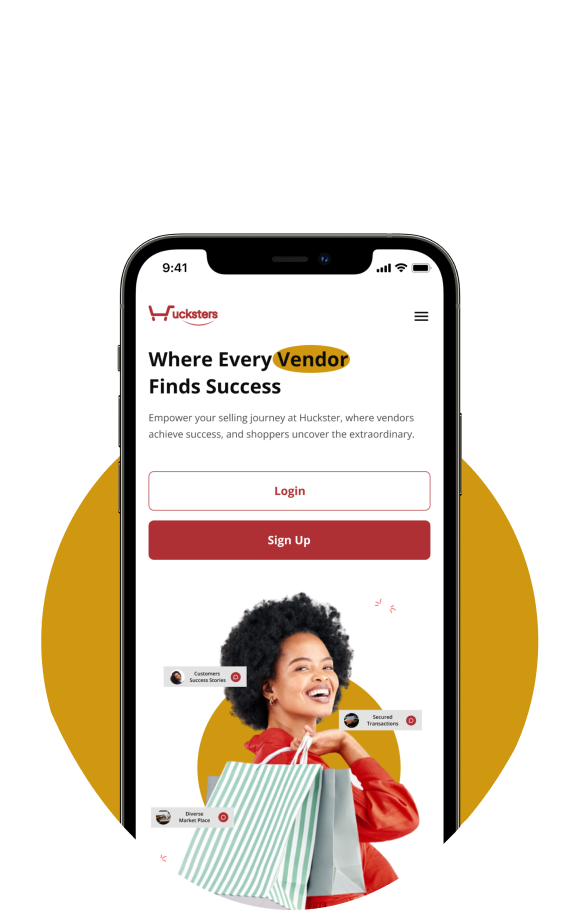 9:41
ucksters
Where Every Vendor
Finds Success
Empower your selling journey at Huckster, where vendors
achieve success, and shoppers uncover the extraordinary.
Login
Sign Up
Customers
Success Stories
Secured
Transactions
Diverse
Market Place